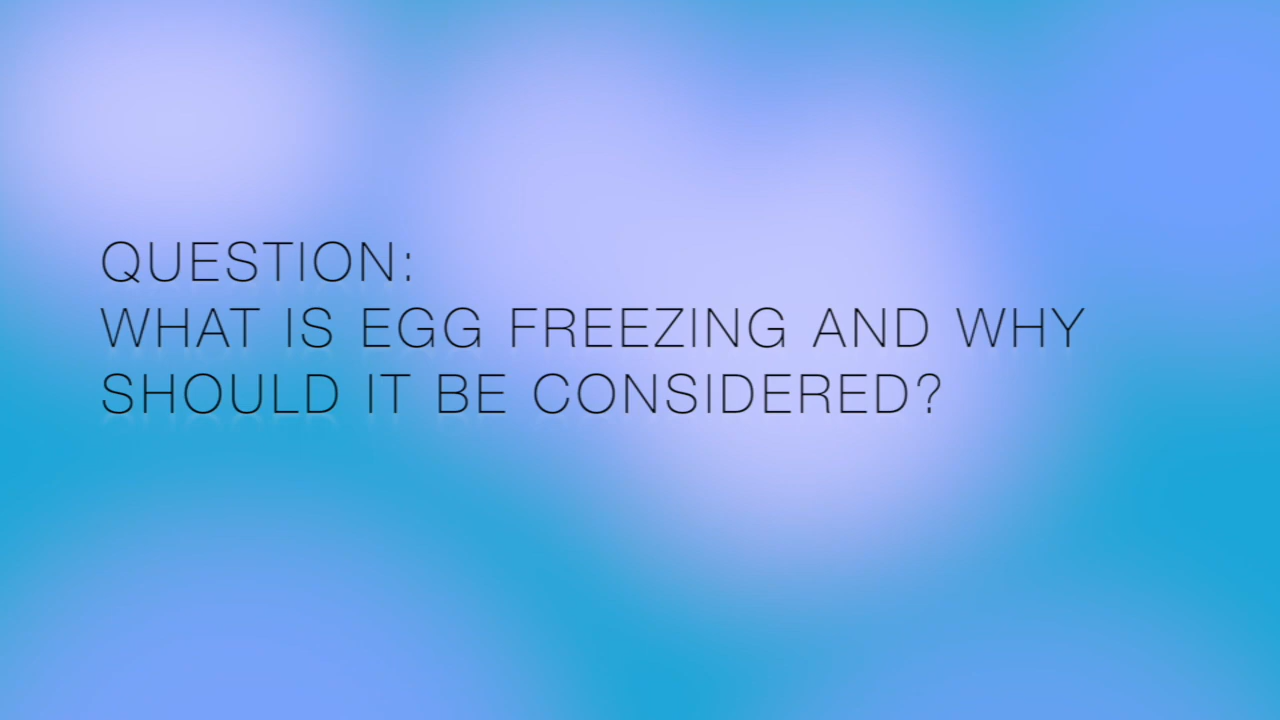 QUESTION:
WHAT IS EGG FREEZING AND WHY
SHOULD IT BE CONSIDERED?